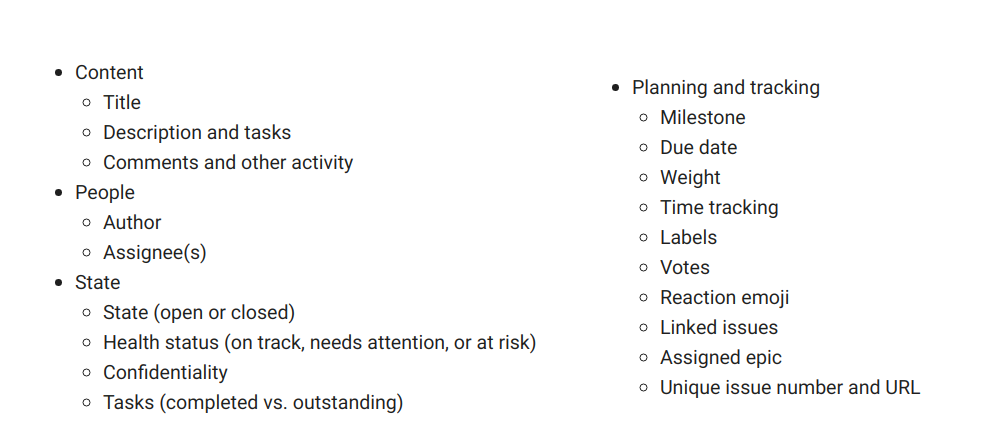 Content
Title
Description and tasks
Comments and other activity
People
Author
Assignee(s)
State
State (open or closed)
Health status (on track, needs attention, or at risk)
Confidentiality
Tasks (completed vs. outstanding)
Planning and tracking
Milestone
Due date
Weight
Time tracking
Labels
Votes
Reaction emoji
Linked issues
Assigned epic
Unique issue number and URL